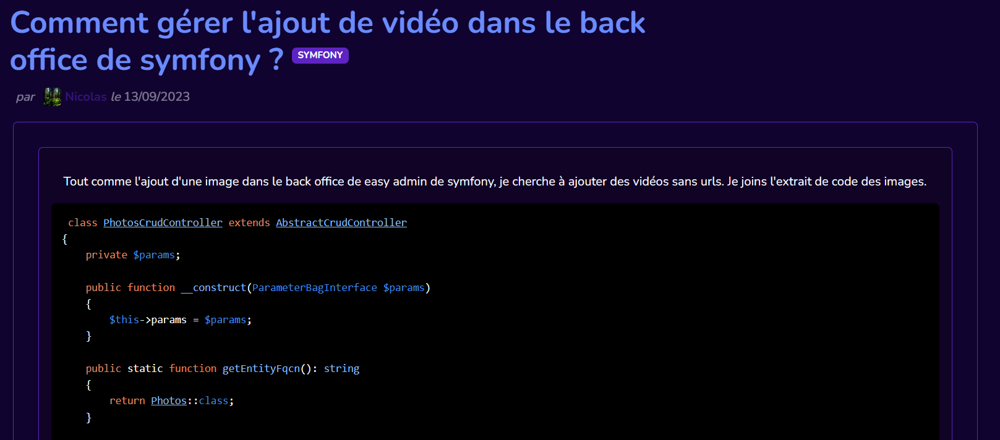 Comment gérer l'ajout de vidéo dans le back
office de symfony ? SYMFONY
par Nicolas le 13/09/2023
Tout comme l'ajout d'une image dans le back office de easy admin de symfony, je cherche à ajouter des vidéos sans urls. Je joins l'extrait de code des images.
class PhotosCrudController extends AbstractCrudController
{
    private $params;

    public function __construct(ParameterBagInterface $params)
    {
        $this->params = $params;
    }

    public static function getEntityFqcn(): string
    {
        return Photos::class;
    }